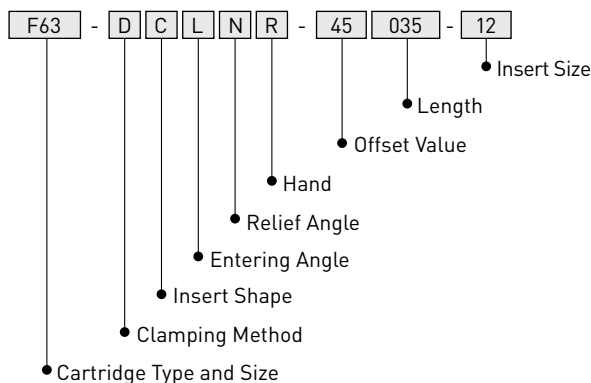 F63 - D C L N R - 45 035 - 12
Insert Size
Length
Offset Value
Hand
Relief Angle
Entering Angle
Insert Shape
Clamping Method
Cartridge Type and Size